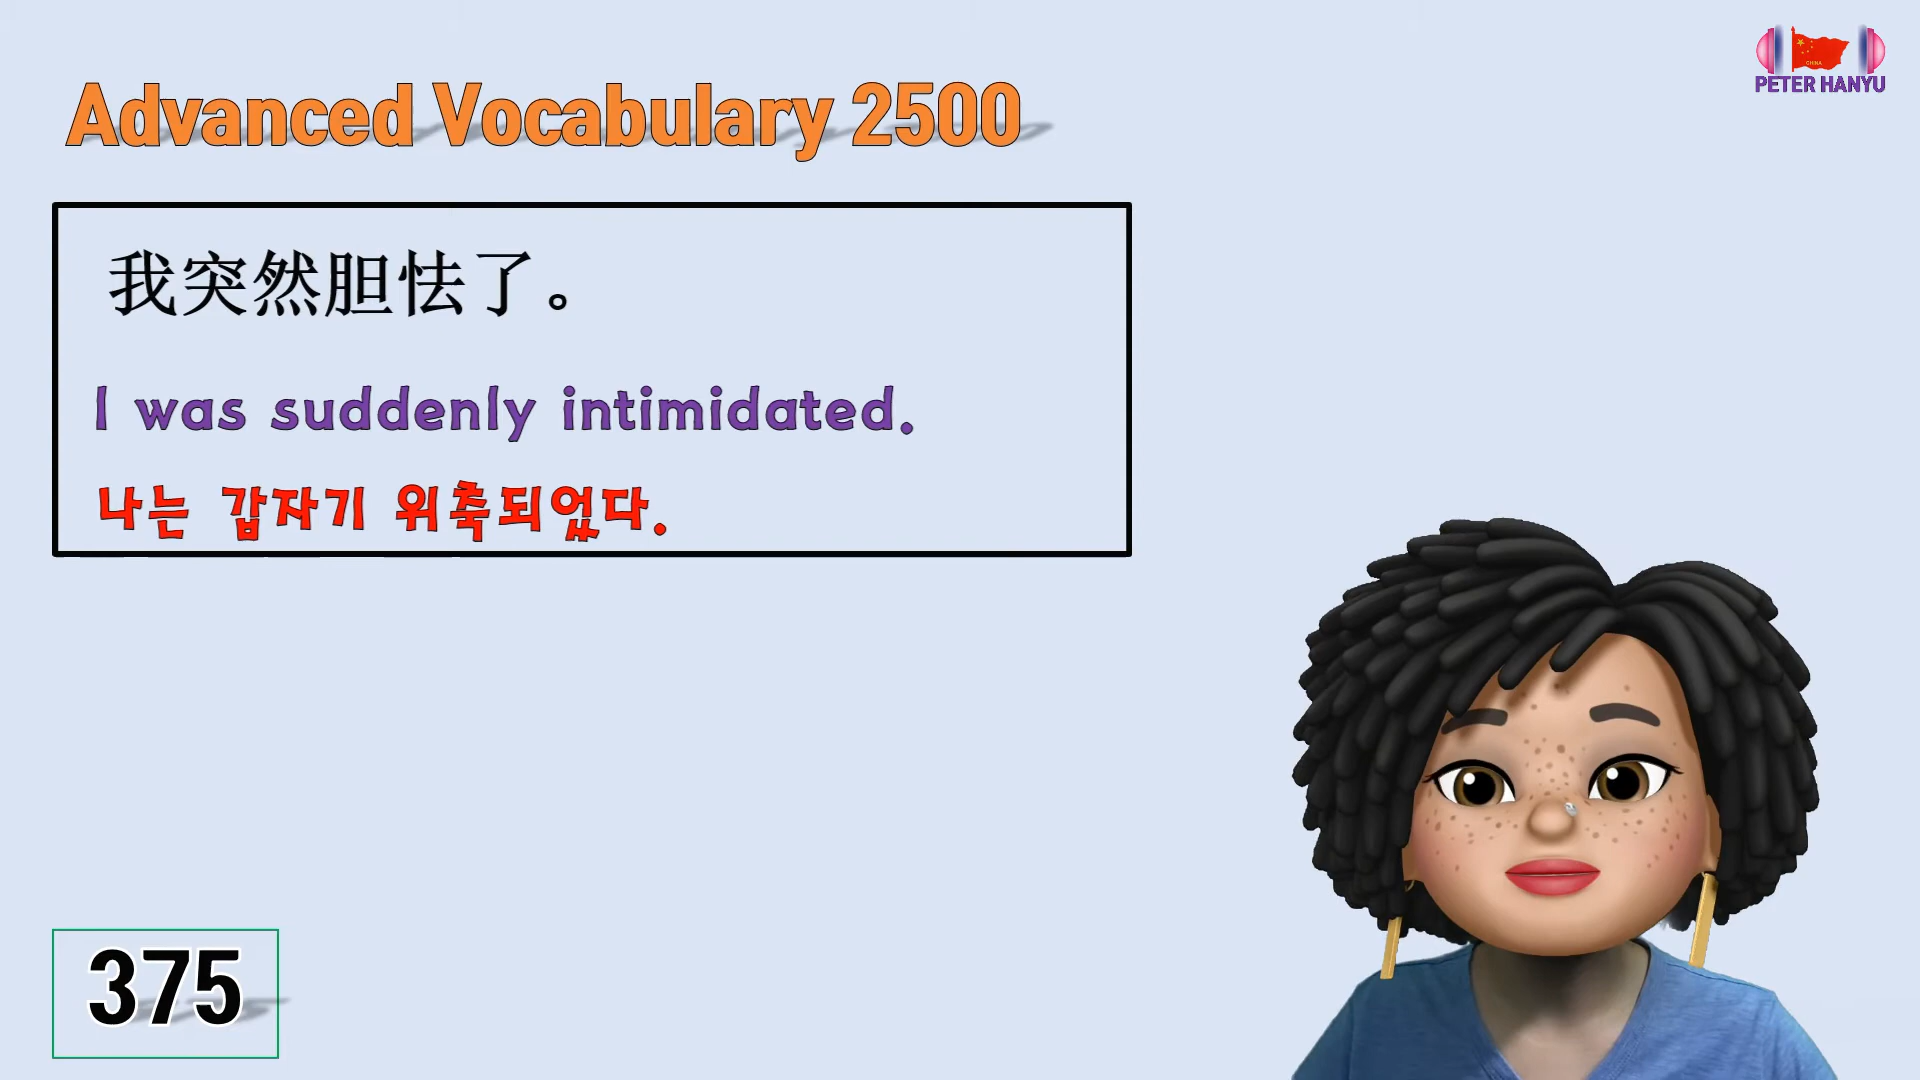 Advanced Vocabulary 2500
CHINA
PETER HANYU
我突然胆怯了。
I was suddenly intimidated.
나는 갑자기 위축되었다.
375